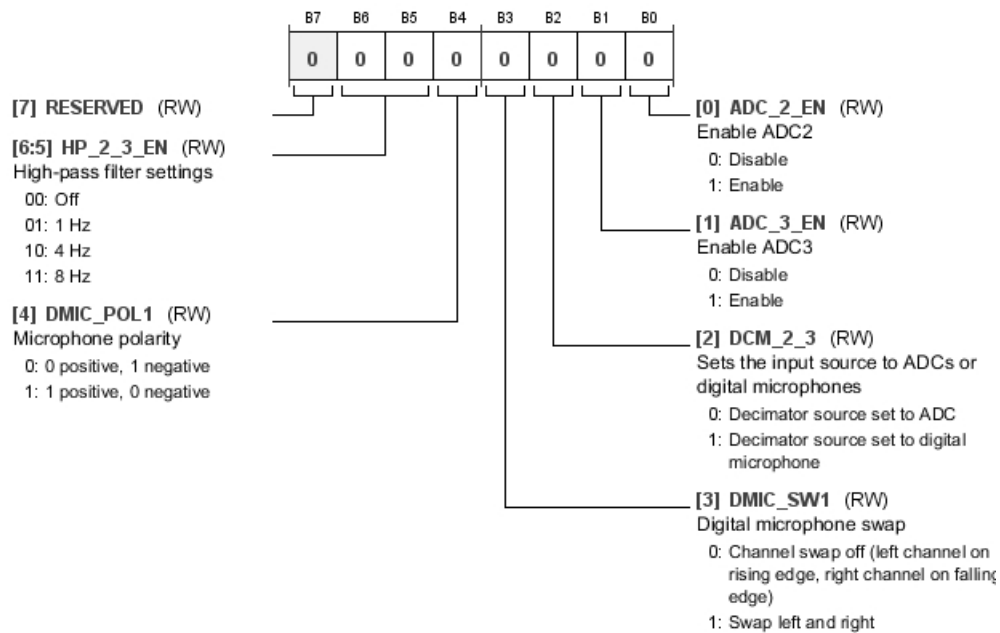 B7 B6 B5 B4 B3 B2 B1 B0
0 0 0 0 0 0 0 0
[7] RESERVED (RW)
[6:5] HP_2_3_EN (RW)
High-pass filter settings
00: Off
01: 1 Hz
10: 4 Hz
11: 8 Hz
[4] DMIC_POL1 (RW)
Microphone polarity
0: 0 positive, 1 negative
1: 1 positive, 0 negative
[0] ADC_2_EN (RW)
Enable ADC2
0: Disable
1: Enable
[1] ADC_3_EN (RW)
Enable ADC3
0: Disable
1: Enable
[2] DCM_2_3 (RW)
Sets the input source to ADCs or
digital microphones
0: Decimator source set to ADC
1: Decimator source set to digital
microphone
[3] DMIC_SW1 (RW)
Digital microphone swap
0: Channel swap off (left channel on
rising edge, right channel on falling
edge)
1: Swap left and right